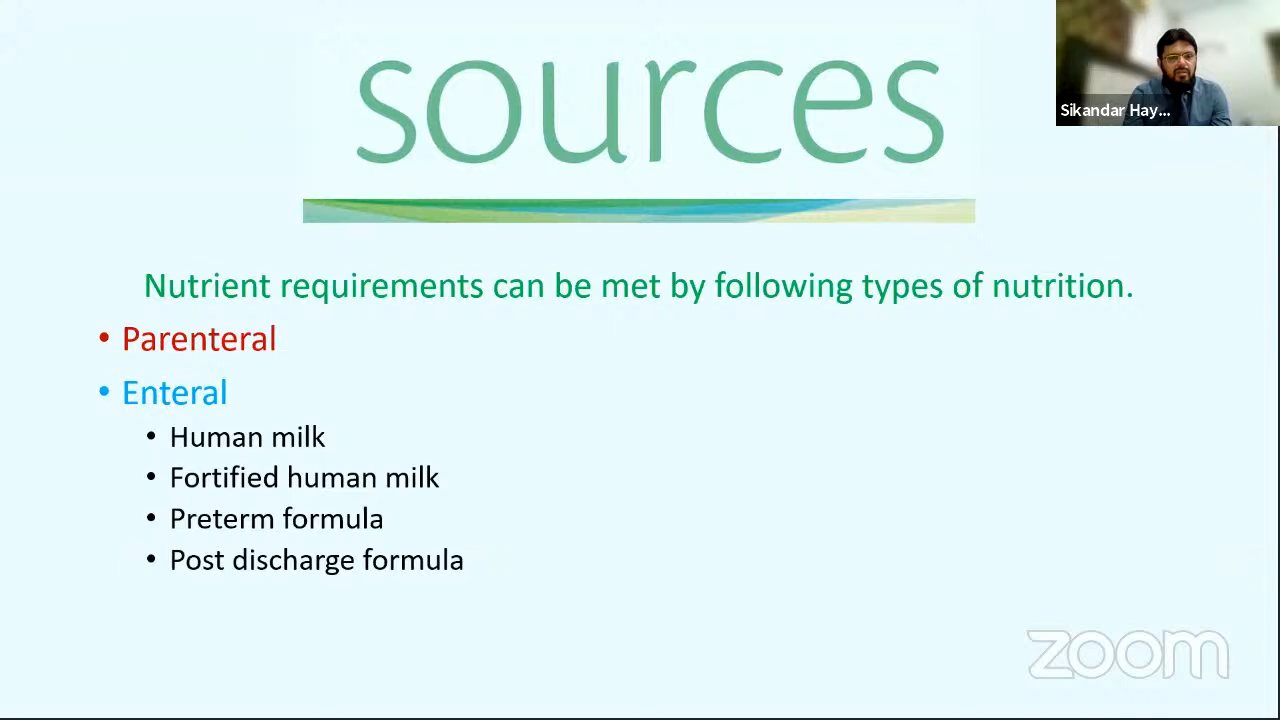 sources
Sikandar Hay...
Nutrient requirements can be met by following types of nutrition.
• Parenteral
• Enteral
• Human milk
• Fortified human milk
• Preterm formula
• Post discharge formula
zoom